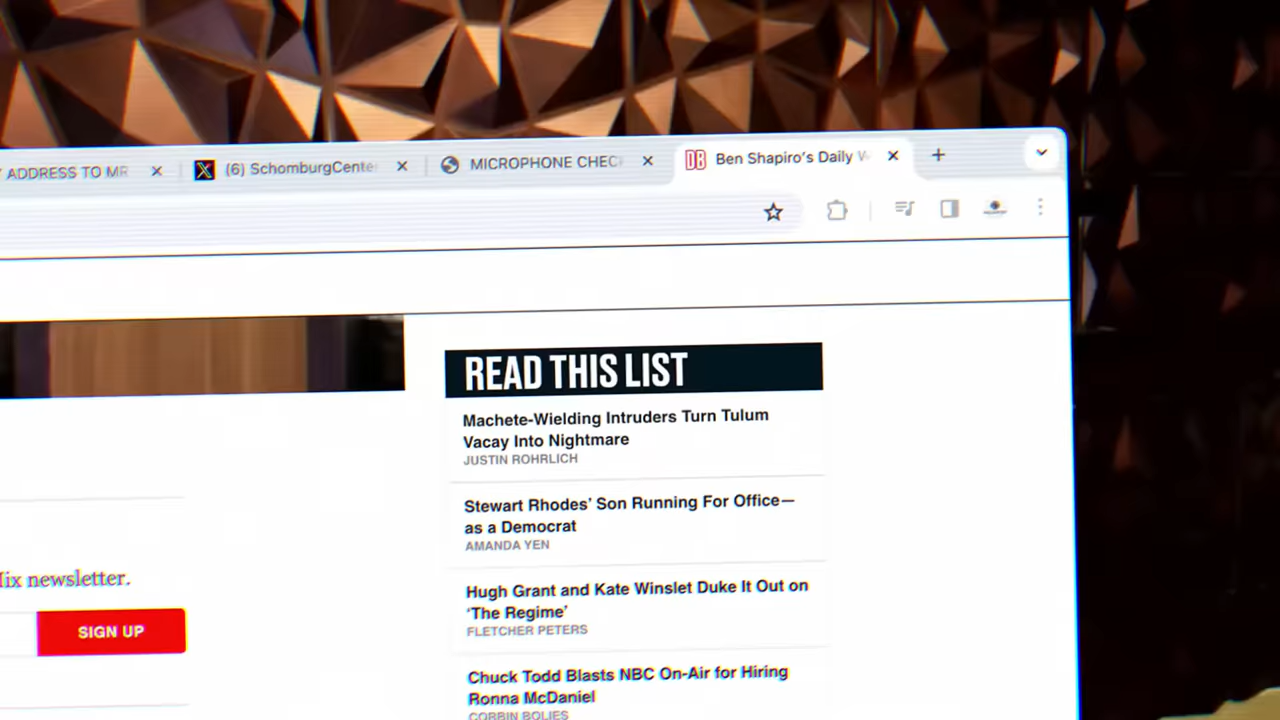 ADDRESS TO MR
(6) SchomburgCente
MICROPHONE CHEC
DB
Ben Shapiro's Daily W
READ THIS LIST
Machete-Wielding Intruders Turn Tulum
Vacay Into Nightmare
JUSTIN ROHRLICH
Stewart Rhodes' Son Running For Office—
as a Democrat
AMANDA YEN
ix newsletter.
Hugh Grant and Kate Winslet Duke It Out on
'The Regime'
FLETCHER PETERS
SIGN UP
Chuck Todd Blasts NBC On-Air for Hiring
Ronna McDaniel
CORBIN BOLIES